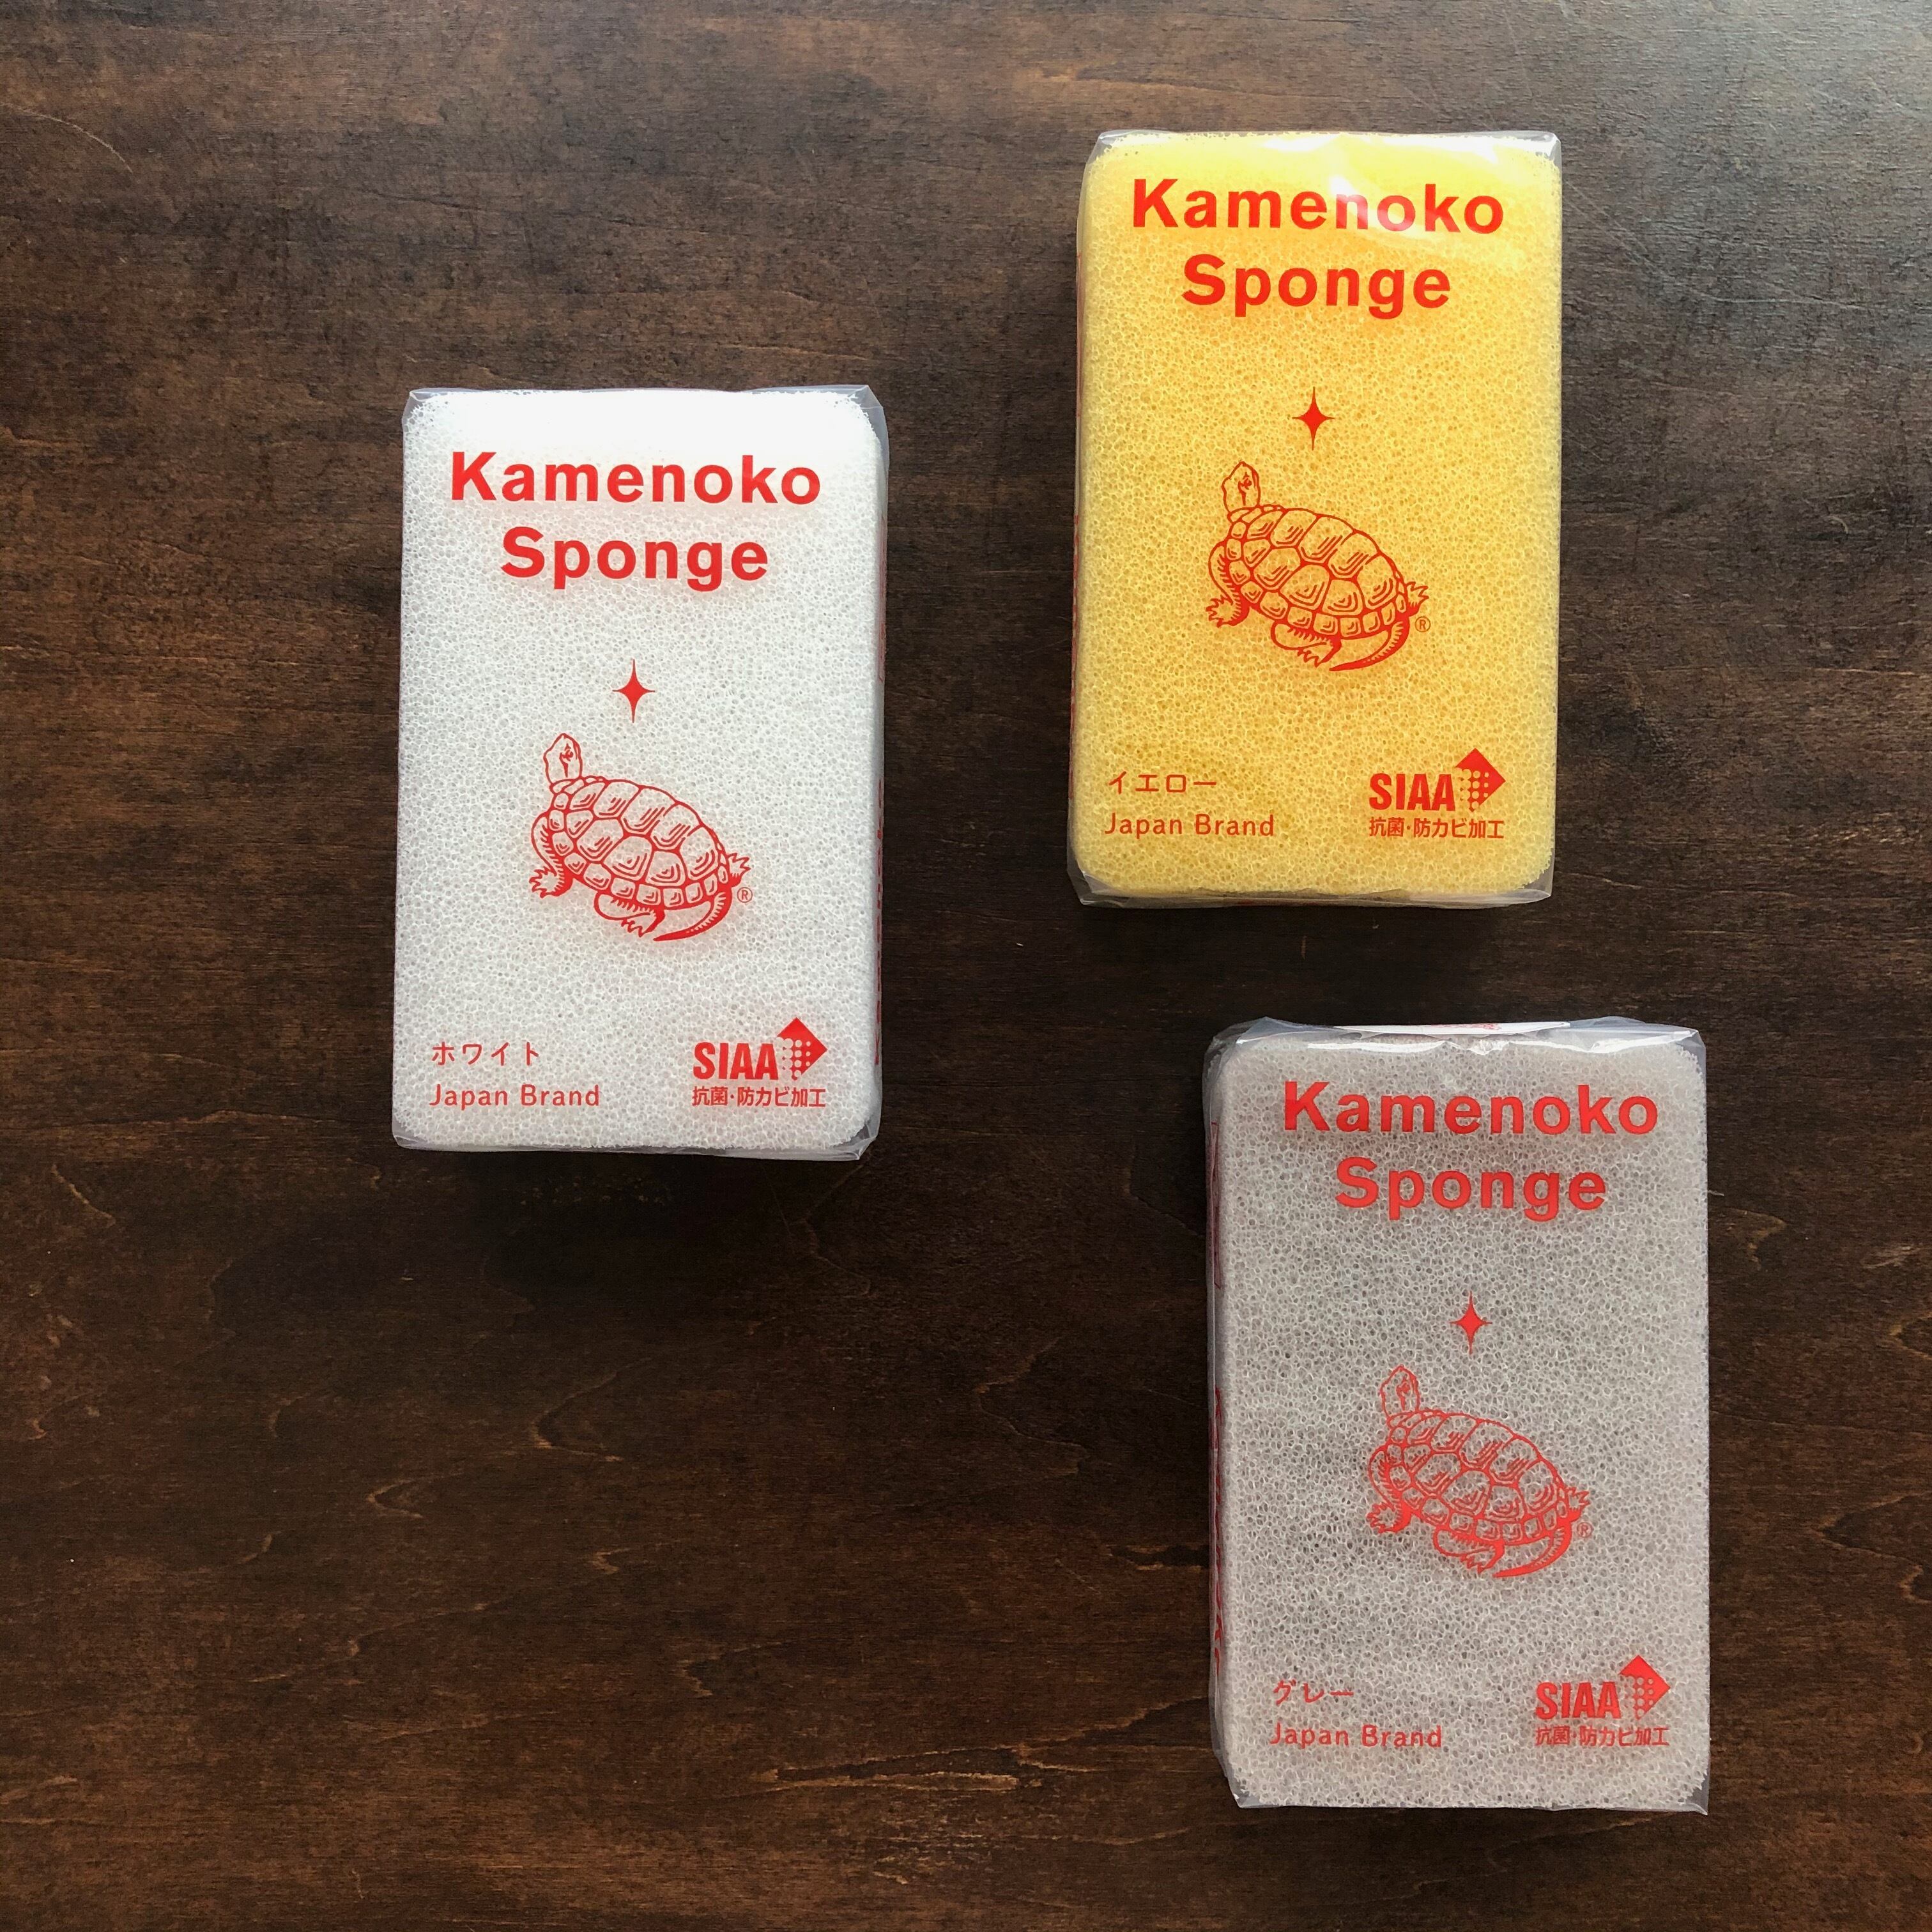 Kamenoko
Sponge
®
ホワイト
Japan Brand
SIAA
抗菌・防カビ加工
Kamenoko
Sponge
®
イエロー
Japan Brand
SIAA
抗菌・防カビ加工
Kamenoko
Sponge
®
グレー
Japan Brand
SIAA
抗菌・防カビ加工